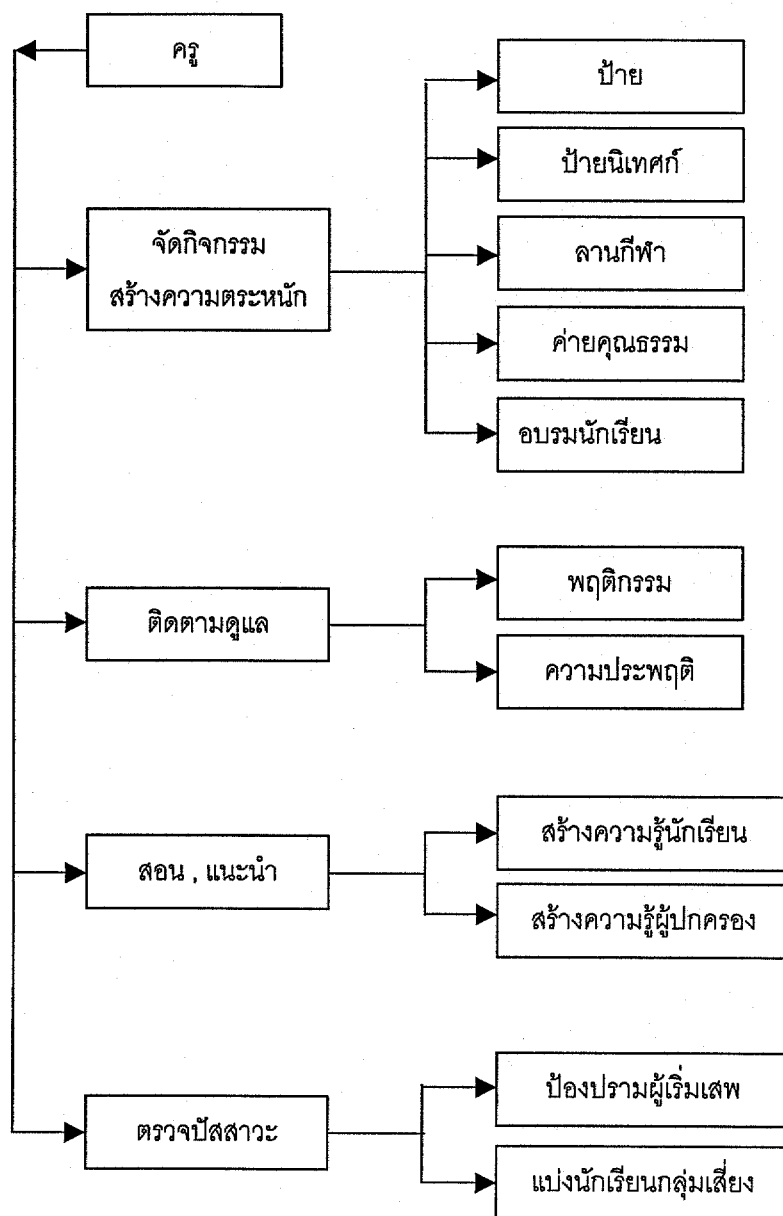 ครู
จัดกิจกรรม
สร้างความตระหนัก
ป้าย
ป้ายนิเทศก์
ลานกีฬา
ค่ายคุณธรรม
อบรมนักเรียน
ติดตามดูแล
พฤติกรรม
ความประพฤติ
สอน , แนะนำ
สร้างความรู้นักเรียน
สร้างความรู้ผู้ปกครอง
ตรวจปัสสาวะ
ป้องปรามผู้เริ่มเสพ
แบ่งนักเรียนกลุ่มเสี่ยง